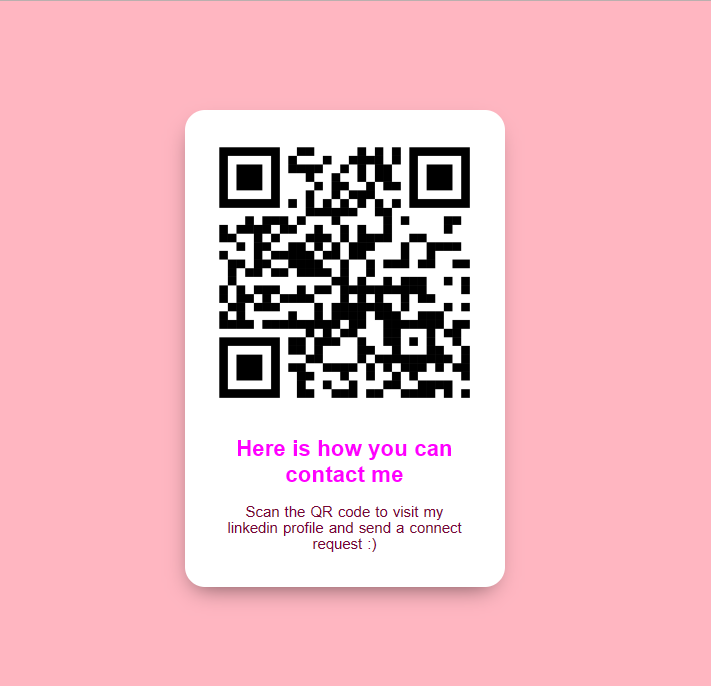 Here is how you can
contact me
Scan the QR code to visit my
linkedin profile and send a connect
request :)